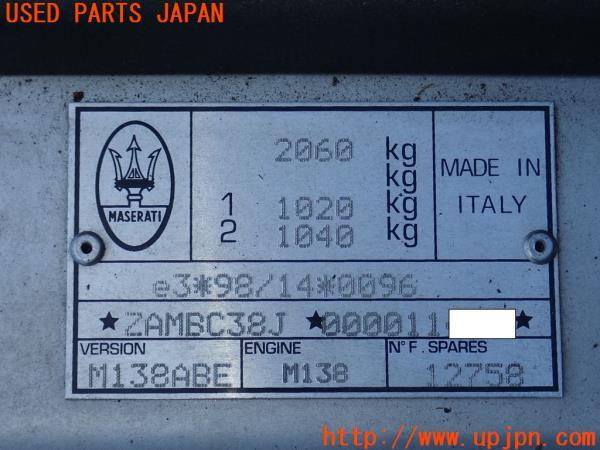 USED PARTS JAPAN
MASERATI
2060 kg
kg
1 1020 kg
2 1040 kg
MADE IN
ITALY
e3*98/14*0096
★ZAMBC38J ★000011 ★
VERSION ENGINE N° F. SPARES
M138ABE M138 12758
http://www.upjpn.com